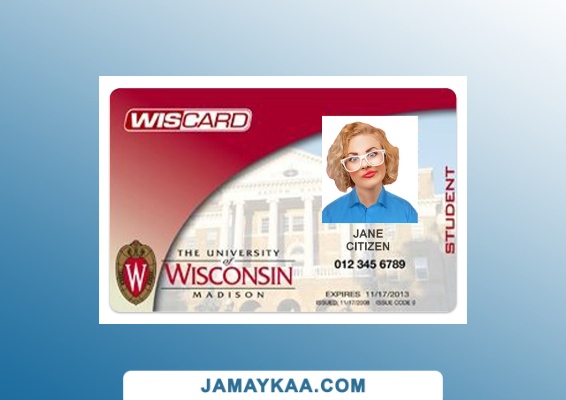 WISCARD
JANE
CITIZEN
012 345 6789
STUDENT
THE UNIVERSITY
of
WISCONSIN
MADISON
W
EXPIRES 11/17/2013
ISSUED, 11/17/2008 ISSUE CODE 0
JAMAYKAA.COM